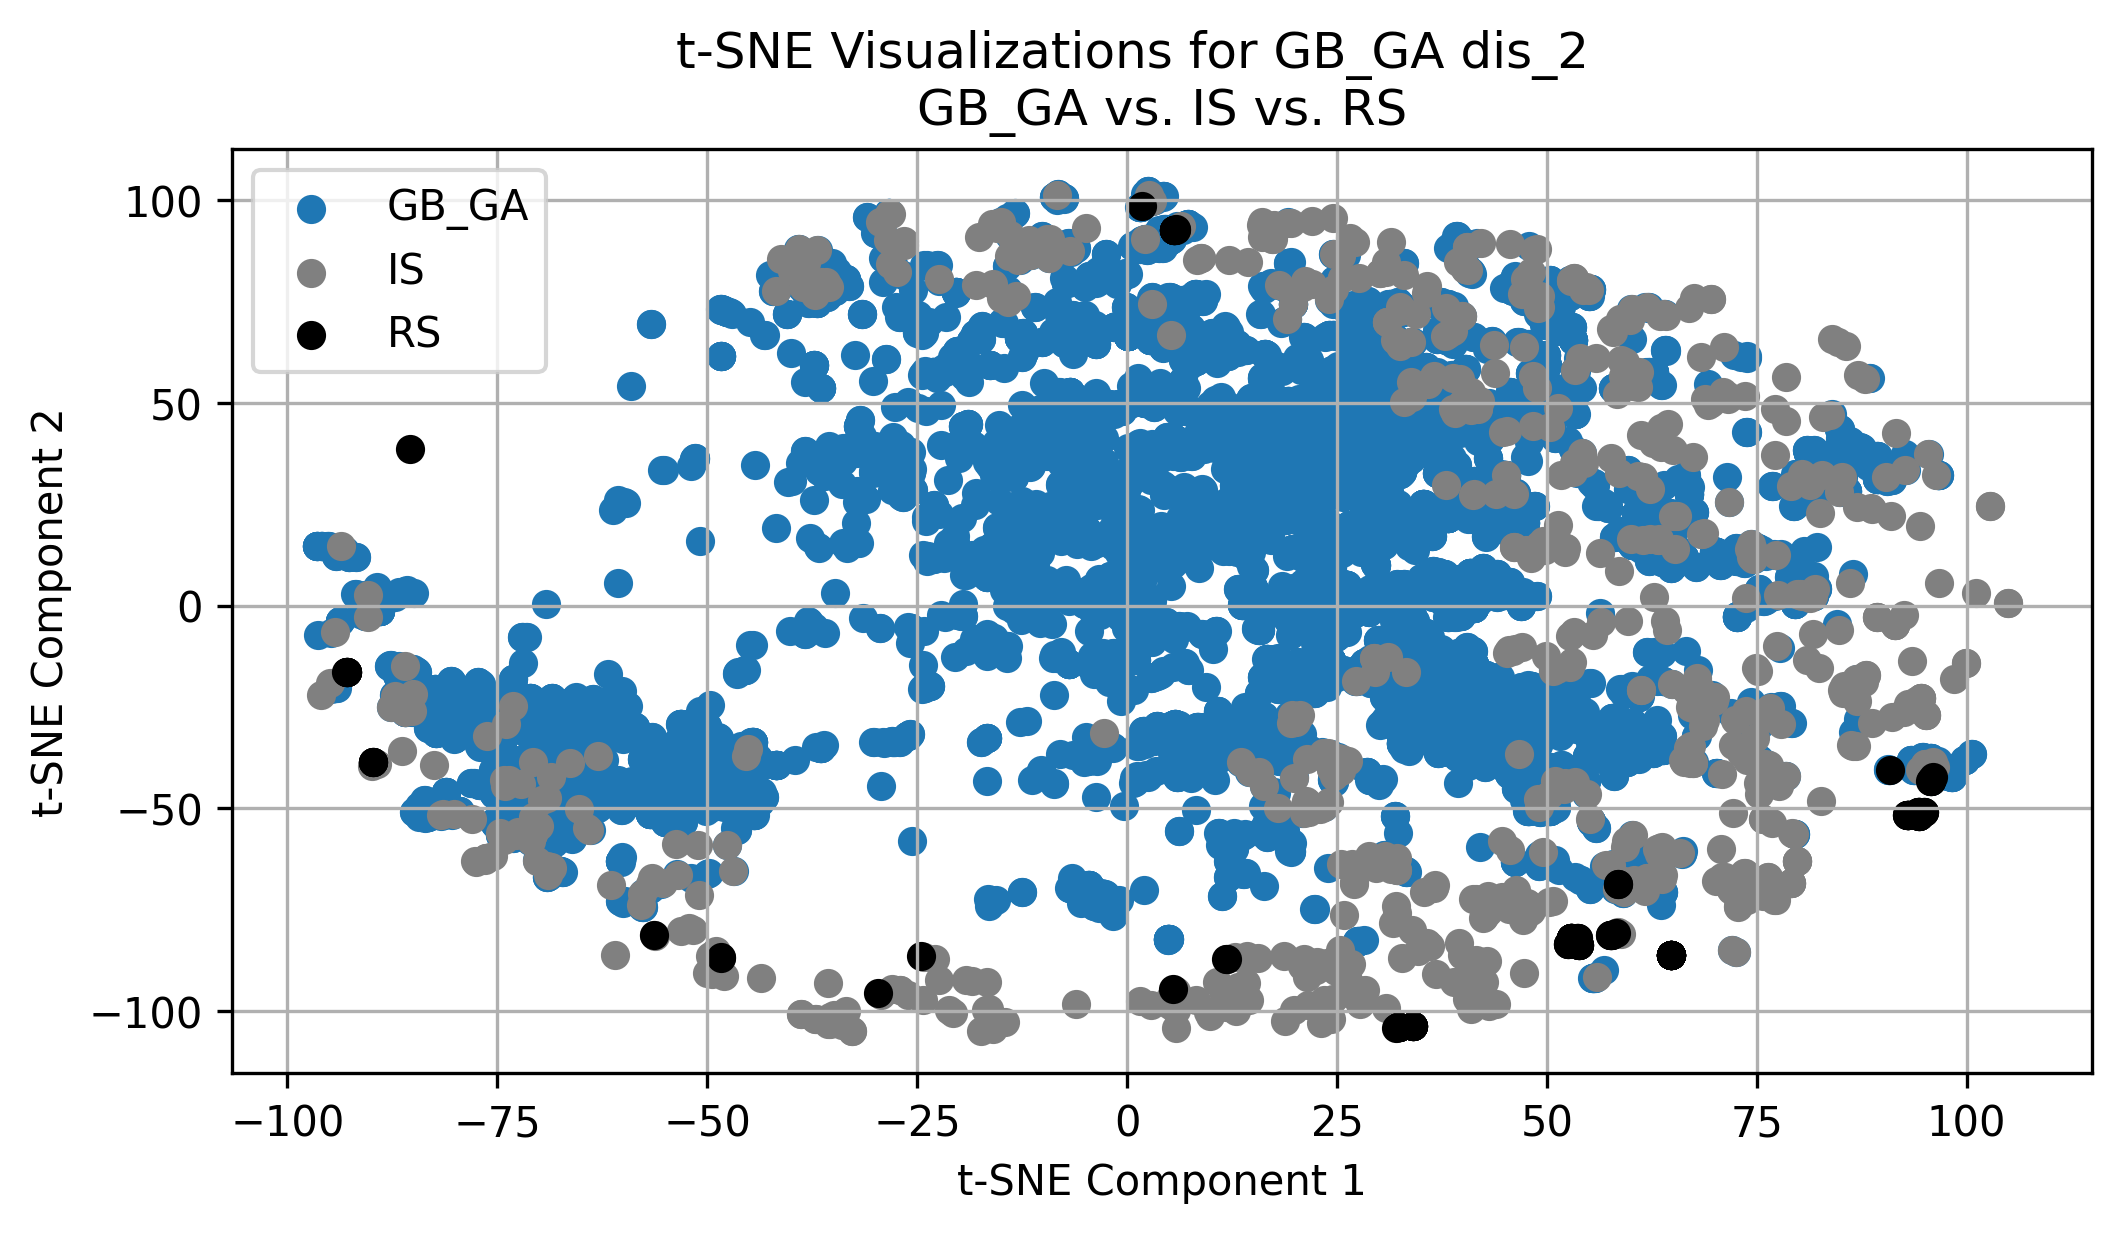 t-SNE Visualizations for GB_GA dis_2
GB_GA vs. IS vs. RS
GB_GA
IS
RS
t-SNE Component 2
100
50
0
−50
−100
−100
−75
−50
−25
0
25
50
75
100
t-SNE Component 1